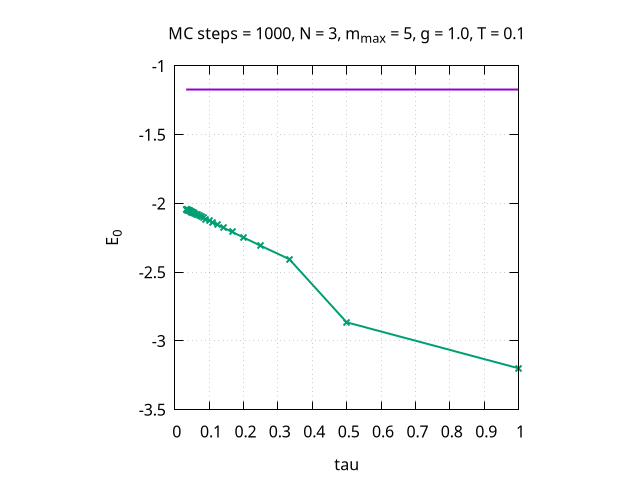 MC steps = 1000, N = 3, mmax = 5, g = 1.0, T = 0.1
-1
-1.5
-2
-2.5
-3
-3.5
E0
0 0.1 0.2 0.3 0.4 0.5 0.6 0.7 0.8 0.9 1
tau